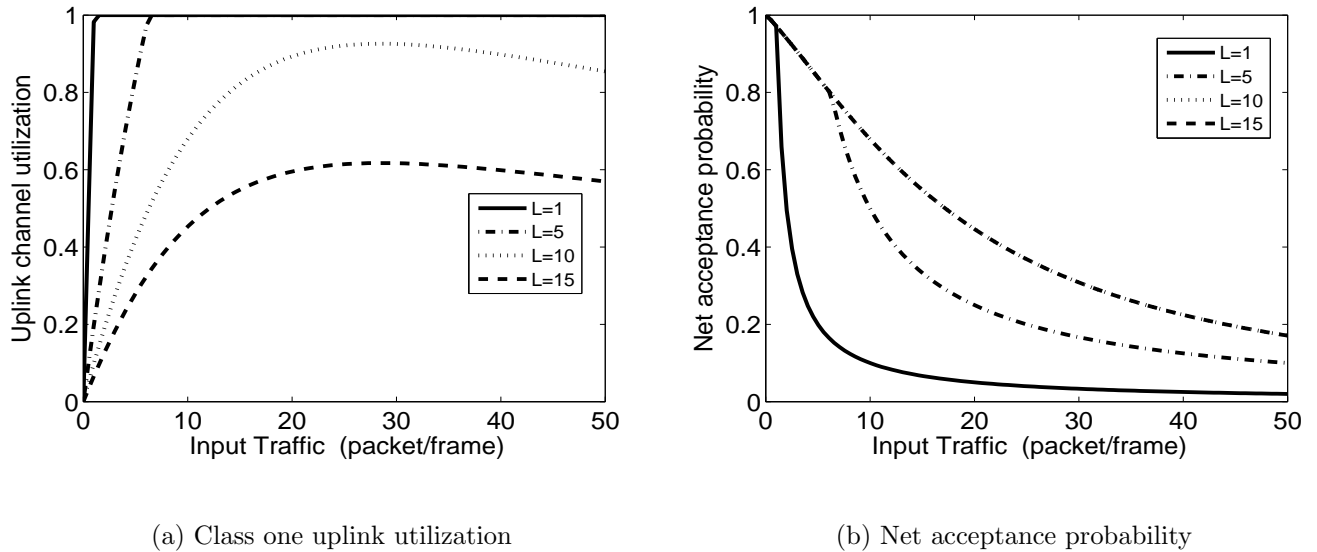 1
0.8
0.6
0.4
0.2
0
0 10 20 30 40 50
Uplink channel utilization
Input Traffic (packet/frame)
L=1
L=5
L=10
L=15
(a) Class one uplink utilization
1
0.8
0.6
0.4
0.2
0
0 10 20 30 40 50
Net acceptance probability
Input Traffic (packet/frame)
L=1
L=5
L=10
L=15
(b) Net acceptance probability